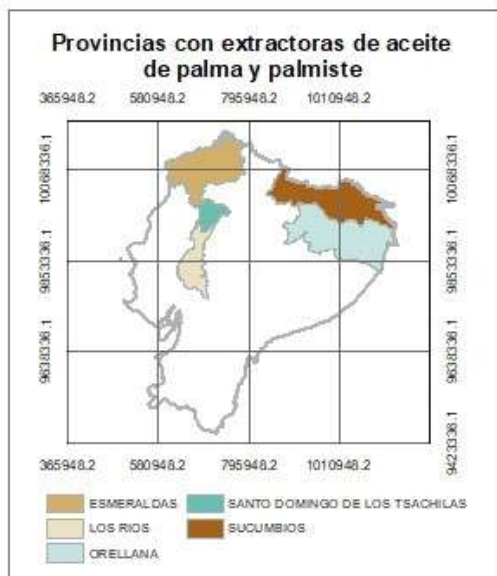 Provincias con extractoras de aceite
de palma y palmiste
365948.2 580948.2 795948.2 1010948.2
10068336.1 10068336.1
9853336.1 9853336.1
9638336.1 9638336.1
9423336.1
365948.2 580948.2 795948.2 1010948.2
ESMERALDAS SANTO DOMINGO DE LOS TSACHILAS
LOS RIOS SUCUMBIOS
ORELLANA